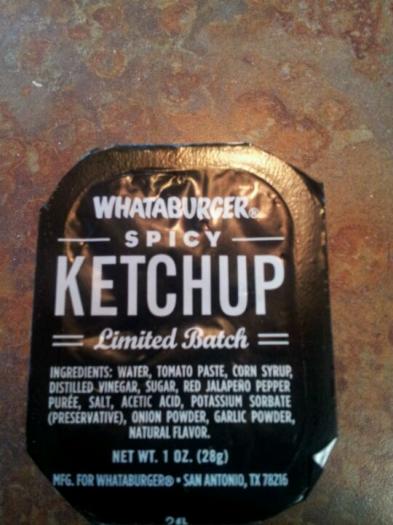 WHATABURGER®
SPICY
KETCHUP
Limited Batch
INGREDIENTS: WATER, TOMATO PASTE, CORN SYRUP,
DISTILLED VINEGAR, SUGAR, RED JALAPEÑO PEPPER
PURÉE, SALT, ACETIC ACID, POTASSIUM SORBATE
(PRESERVATIVE), ONION POWDER, GARLIC POWDER,
NATURAL FLAVOR.
NET WT. 1 OZ. (28g)
MFG. FOR WHATABURGER® • SAN ANTONIO, TX 78216